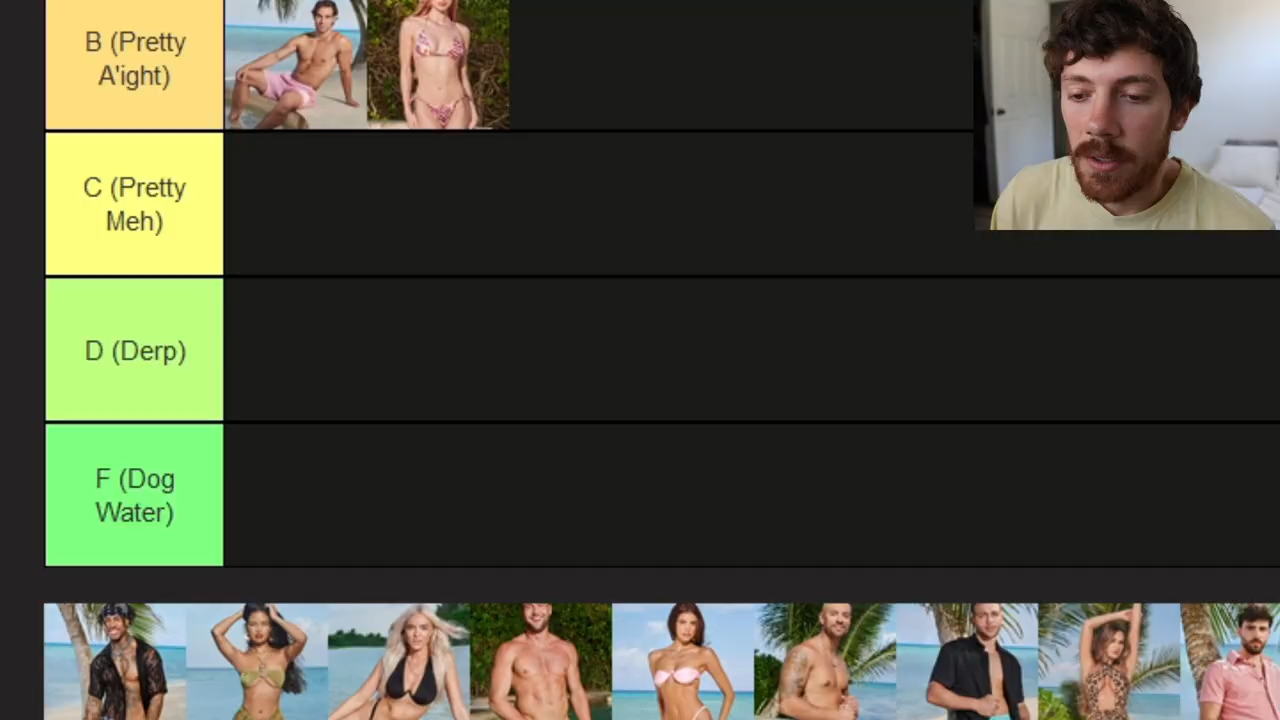 B (Pretty
A'ight)
C (Pretty
Meh)
D (Derp)
F (Dog
Water)